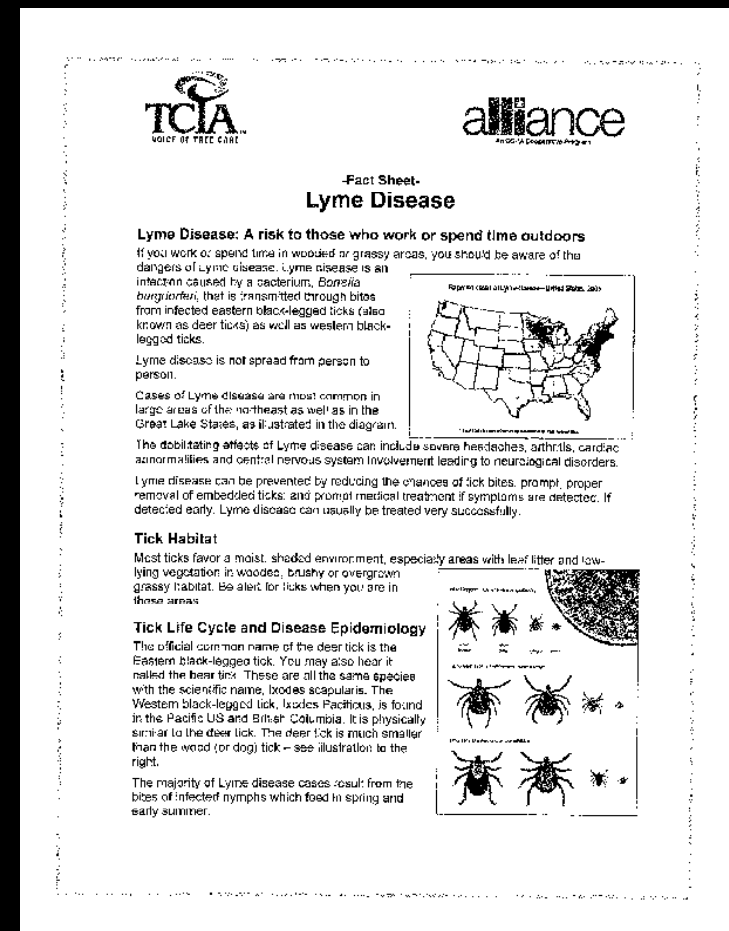 TCIA
VOICE OF TREE CARE
alliance
-Fact Sheet-
Lyme Disease
Lyme Disease: A risk to those who work or spend time outdoors
If you work or spend time in wooded or grassy areas, you should be aware of the
dangers of Lyme disease. Lyme disease is an
infection caused by a bacterium, Borrelia
burgdorferi, that is transmitted through bites
from infected eastern black-legged ticks (also
known as deer ticks) as well as western black-
legged ticks.
Reported cases of Lyme disease—United States, 2005
Lyme disease is not spread from person to
person.
Cases of Lyme disease are most common in
large areas of the northeast as well as in the
Great Lake States, as illustrated in the diagram.
The debilitating effects of Lyme disease can include severe headaches, arthritis, cardiac
abnormalities and central nervous system involvement leading to neurological disorders.
Lyme disease can be prevented by reducing the chances of tick bites, prompt, proper
removal of embedded ticks; and prompt medical treatment if symptoms are detected. If
detected early, Lyme disease can usually be treated very successfully.
Tick Habitat
Most ticks favor a moist, shaded environment, especially areas with leaf litter and low-
lying vegetation in wooded, brushy or overgrown
grassy habitat. Be alert for ticks when you are in
these areas
Tick Life Cycle and Disease Epidemiology
The official common name of the deer tick is the
Eastern black-legged tick. You may also hear it
called the bear tick. These are all the same species
with the scientific name, Ixodes scapularis. The
Western black-legged tick, Ixodes Pacificus, is found
in the Pacific US and British Columbia. It is physically
similar to the deer tick. The deer tick is much smaller
than the wood (or dog) tick – see illustration to the
right.
The majority of Lyme disease cases result from the
bites of infected nymphs which feed in spring and
early summer.